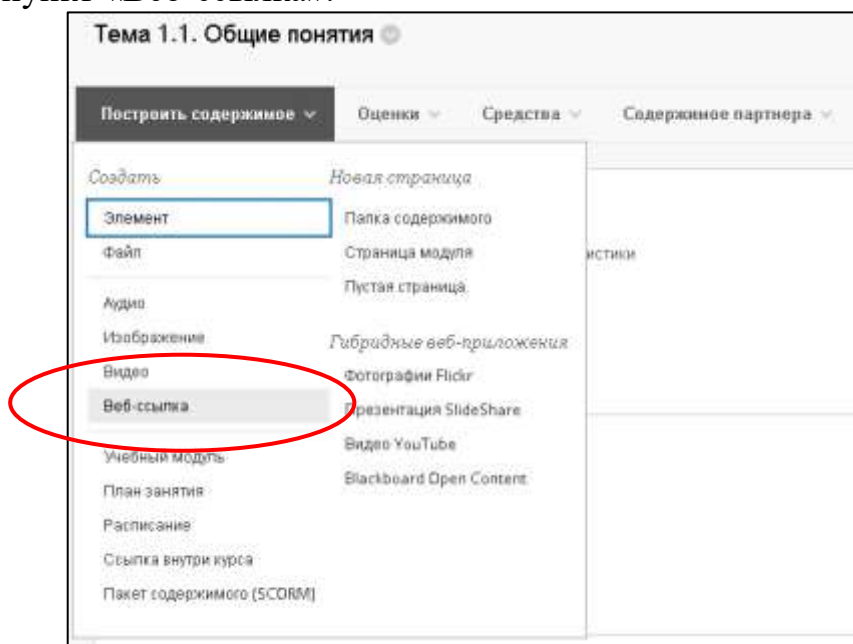 Тема 1.1. Общие понятия
Построить содержимое Оценки Средства Содержимое партнера
Создать
Элемент
Файл
Аудио
Изображение
Видео
Веб-ссылка
Учебный модуль
План занятия
Расписание
Ссылка внутри курса
Пакет содержимого (SCORM)
Новая страница
Папка содержимого
Страница модуля
Пустая страница
Гибридные веб-приложения
Фотографии Flickr
Презентация SlideShare
Видео YouTube
Blackboard Open Content
истики